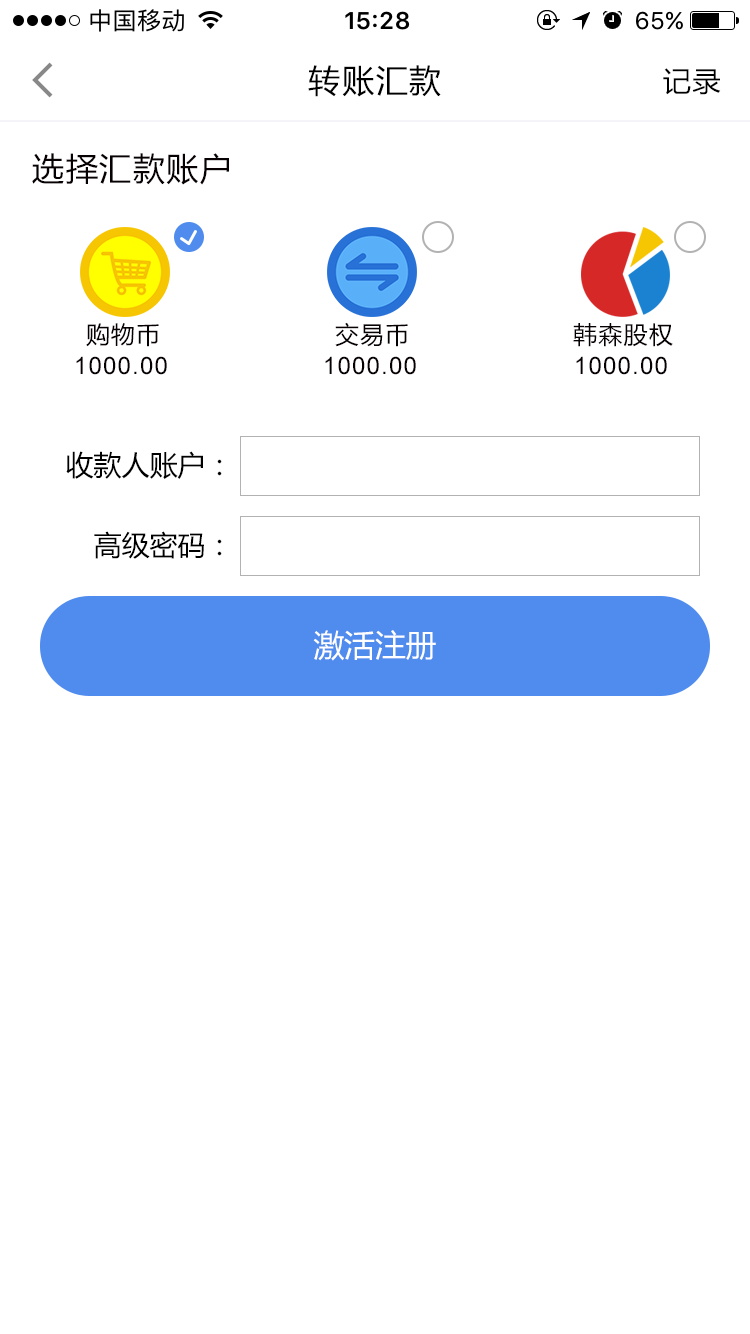 中国移动 15:28 65%
转账汇款 记录
选择汇款账户
购物币 交易币 韩森股权
1000.00 1000.00 1000.00
收款人账户：
高级密码：
激活注册